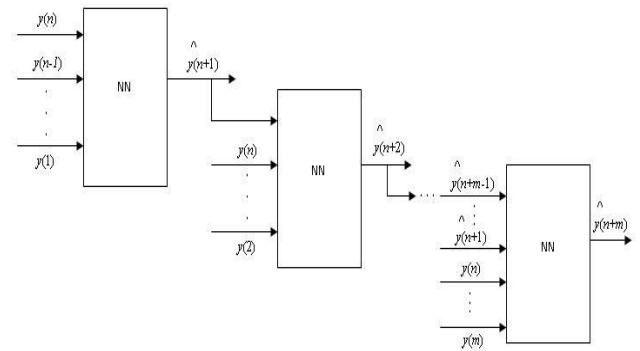 y(n)
y(n-1)
.
.
.
y(1)
NN
^
y(n+1)
y(n)
.
.
.
y(2)
NN
^
y(n+2)
...
^
y(n+m-1)
⋮
^
y(n+1)
y(n)
⋮
y(m)
NN
^
y(n+m)